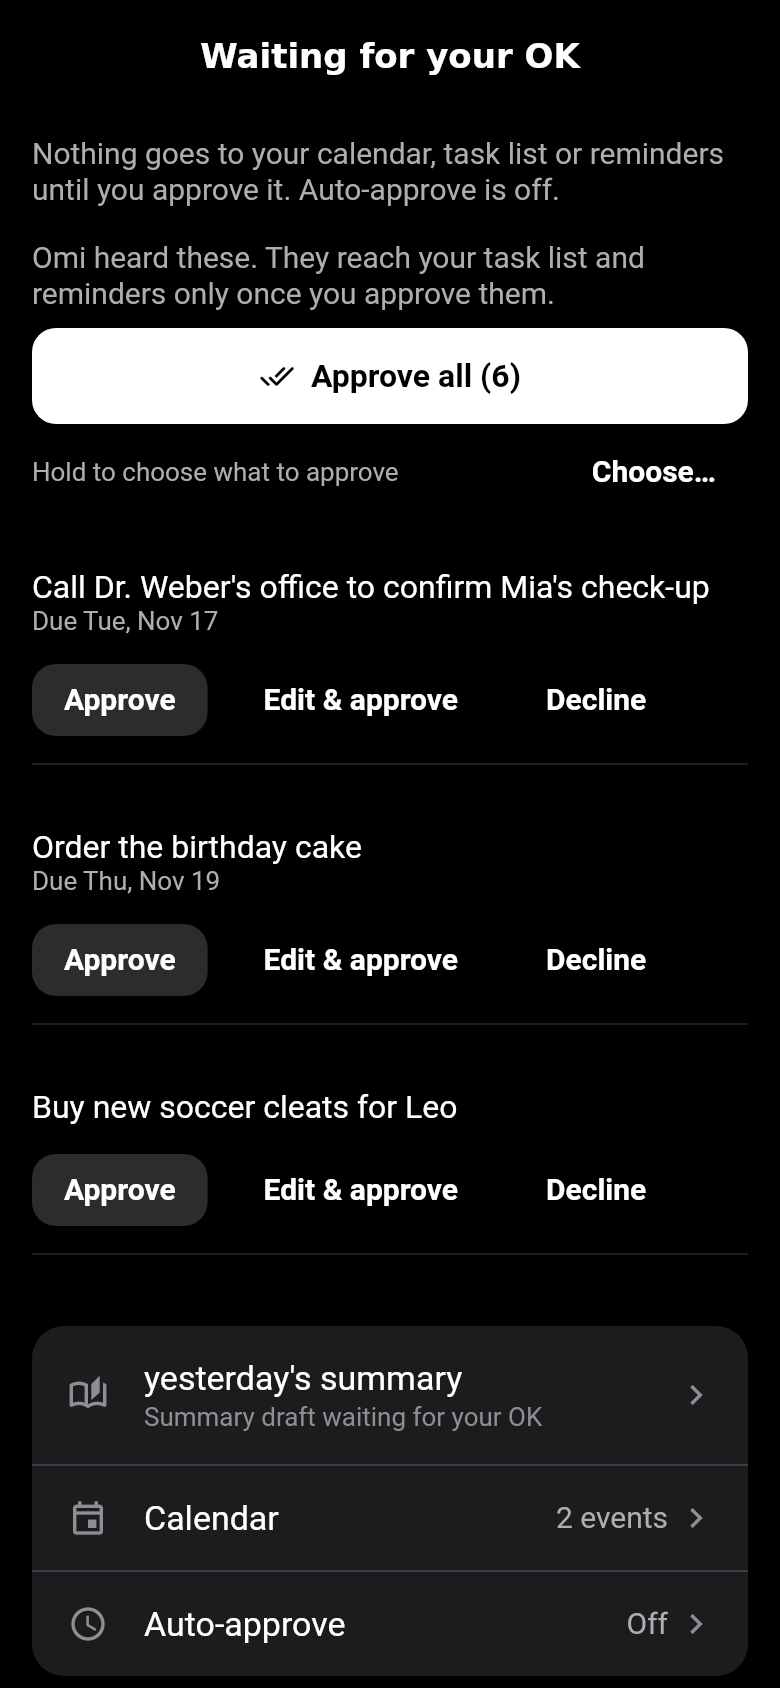 Waiting for your OK
Nothing goes to your calendar, task list or reminders
until you approve it. Auto-approve is off.
Omi heard these. They reach your task list and
reminders only once you approve them.
Approve all (6)
Hold to choose what to approve Choose…
Call Dr. Weber's office to confirm Mia's check-up
Due Tue, Nov 17
Approve Edit & approve Decline
Order the birthday cake
Due Thu, Nov 19
Approve Edit & approve Decline
Buy new soccer cleats for Leo
Approve Edit & approve Decline
yesterday's summary
Summary draft waiting for your OK
Calendar 2 events
Auto-approve Off